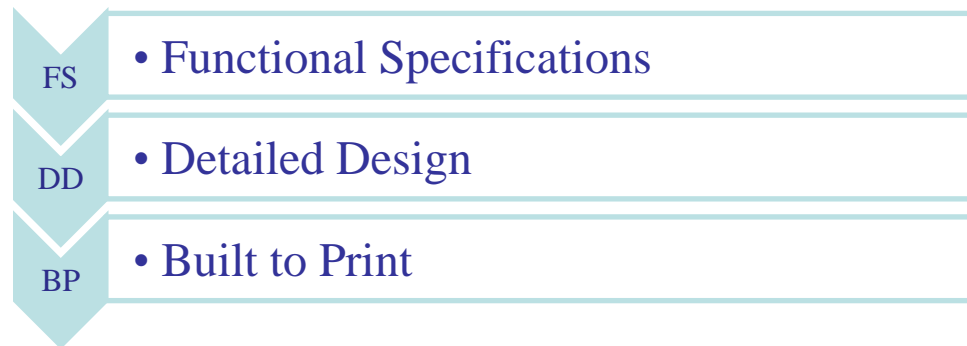 FS
• Functional Specifications
DD
• Detailed Design
BP
• Built to Print